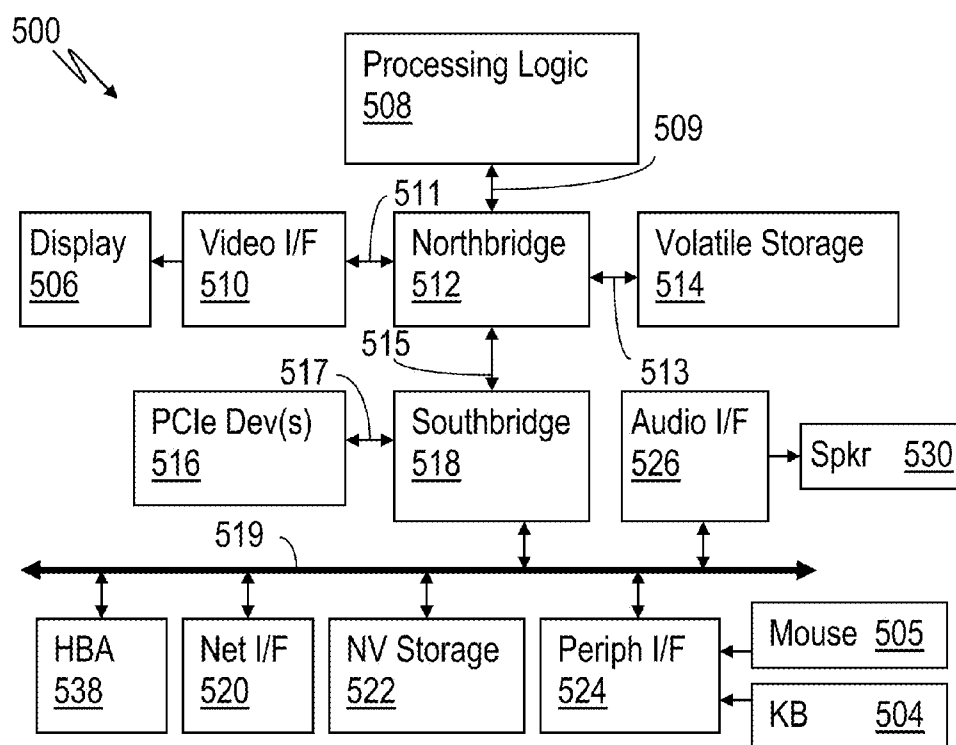 500
Processing Logic
508
509
511
Display
506
Video I/F
510
Northbridge
512
Volatile Storage
514
515
513
517
PCIe Dev(s)
516
Southbridge
518
Audio I/F
526
Spkr 530
519
HBA
538
Net I/F
520
NV Storage
522
Periph I/F
524
Mouse 505
KB 504